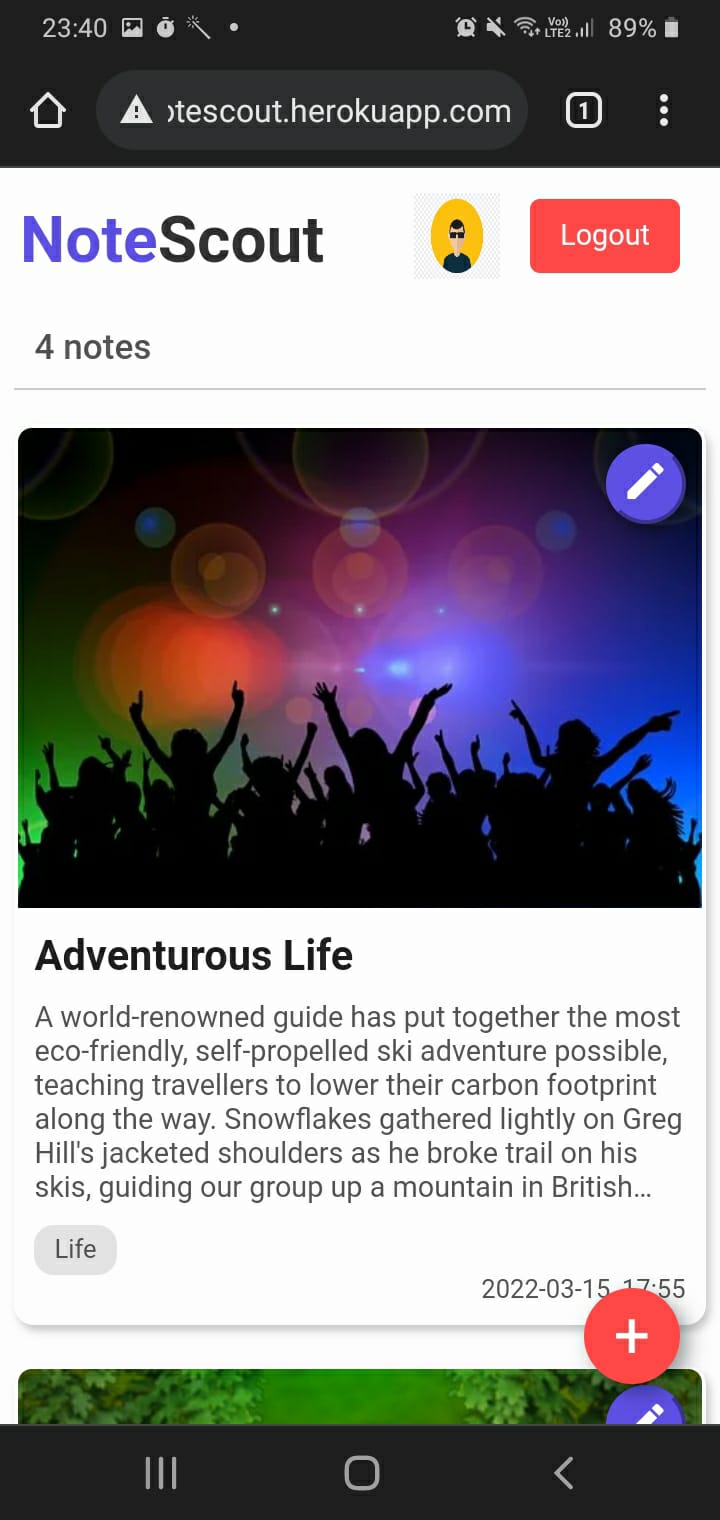 23:40
Vo))
LTE2
89%
otescout.herokuapp.com
1
NoteScout
Logout
4 notes
Adventurous Life
A world-renowned guide has put together the most
eco-friendly, self-propelled ski adventure possible,
teaching travellers to lower their carbon footprint
along the way. Snowflakes gathered lightly on Greg
Hill's jacketed shoulders as he broke trail on his
skis, guiding our group up a mountain in British...
Life
2022-03-15, 17:55
+